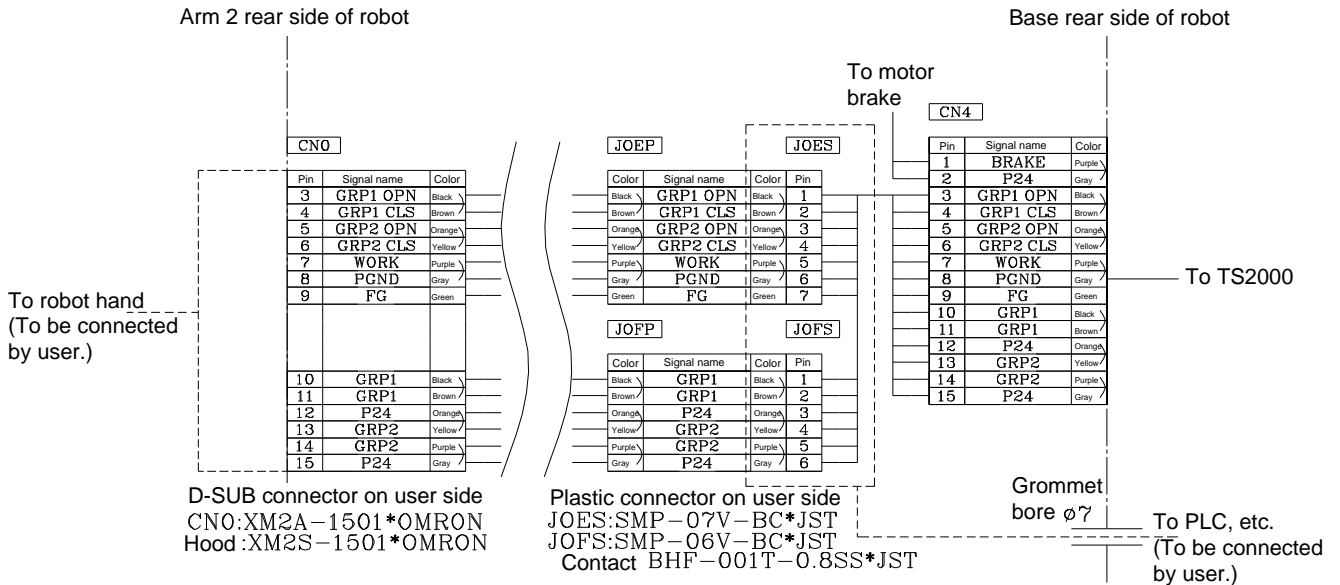 Arm 2 rear side of robot
Base rear side of robot
To motor
brake
CN4
Pin Signal name Color
1 BRAKE Purple
2 P24 Gray
3 GRP1 OPN Black
4 GRP1 CLS Brown
5 GRP2 OPN Orange
6 GRP2 CLS Yellow
7 WORK Purple
8 PGND Gray
9 FG Green
10 GRP1 Black
11 GRP1 Brown
12 P24 Orange
13 GRP2 Yellow
14 GRP2 Purple
15 P24 Gray
To TS2000
CN0
Pin Signal name Color
3 GRP1 OPN Black
4 GRP1 CLS Brown
5 GRP2 OPN Orange
6 GRP2 CLS Yellow
7 WORK Purple
8 PGND Gray
9 FG Green
10 GRP1 Black
11 GRP1 Brown
12 P24 Orange
13 GRP2 Yellow
14 GRP2 Purple
15 P24 Gray
To robot hand
(To be connected
by user.)
JOEP JOES
Color Signal name Color Pin
Black GRP1 OPN Black 1
Brown GRP1 CLS Brown 2
Orange GRP2 OPN Orange 3
Yellow GRP2 CLS Yellow 4
Purple WORK Purple 5
Gray PGND Gray 6
Green FG Green 7
JOFP JOFS
Color Signal name Color Pin
Black GRP1 Black 1
Brown GRP1 Brown 2
Orange P24 Orange 3
Yellow GRP2 Yellow 4
Purple GRP2 Purple 5
Gray P24 Gray 6
D-SUB connector on user side
CN0:XM2A-1501*OMRON
Hood :XM2S-1501*OMRON
Plastic connector on user side
JOES:SMP-07V-BC*JST
JOFS:SMP-06V-BC*JST
Contact BHF-001T-0.8SS*JST
Grommet
bore ø7
To PLC, etc.
(To be connected
by user.)